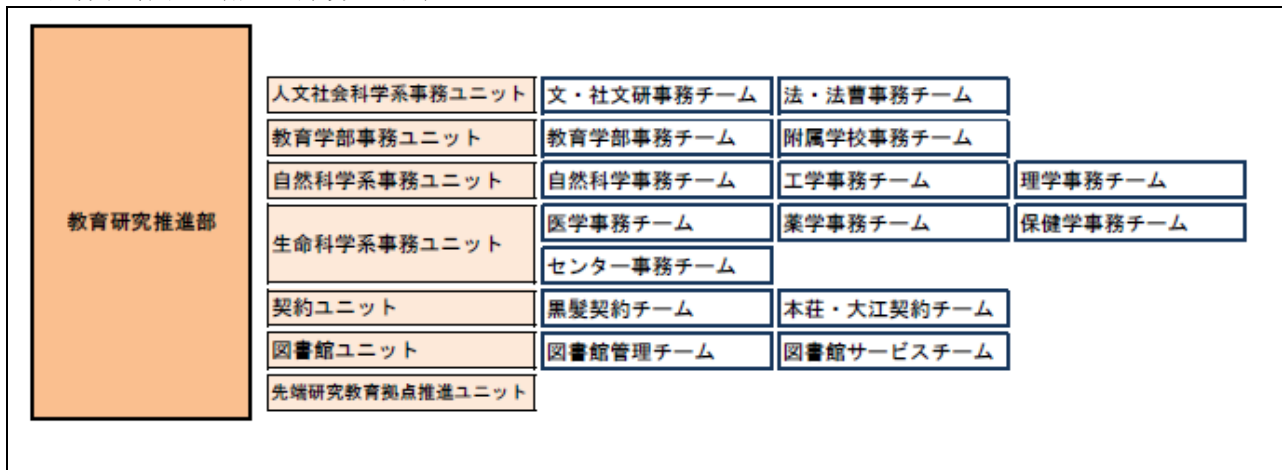 教育研究推進部
人文社会科学系事務ユニット 文・社文研事務チーム 法・法曹事務チーム
教育学部事務ユニット 教育学部事務チーム 附属学校事務チーム
自然科学系事務ユニット 自然科学事務チーム 工学事務チーム 理学事務チーム
生命科学系事務ユニット 医学事務チーム 薬学事務チーム 保健学事務チーム
センター事務チーム
契約ユニット 黒髪契約チーム 本荘・大江契約チーム
図書館ユニット 図書館管理チーム 図書館サービスチーム
先端研究教育拠点推進ユニット